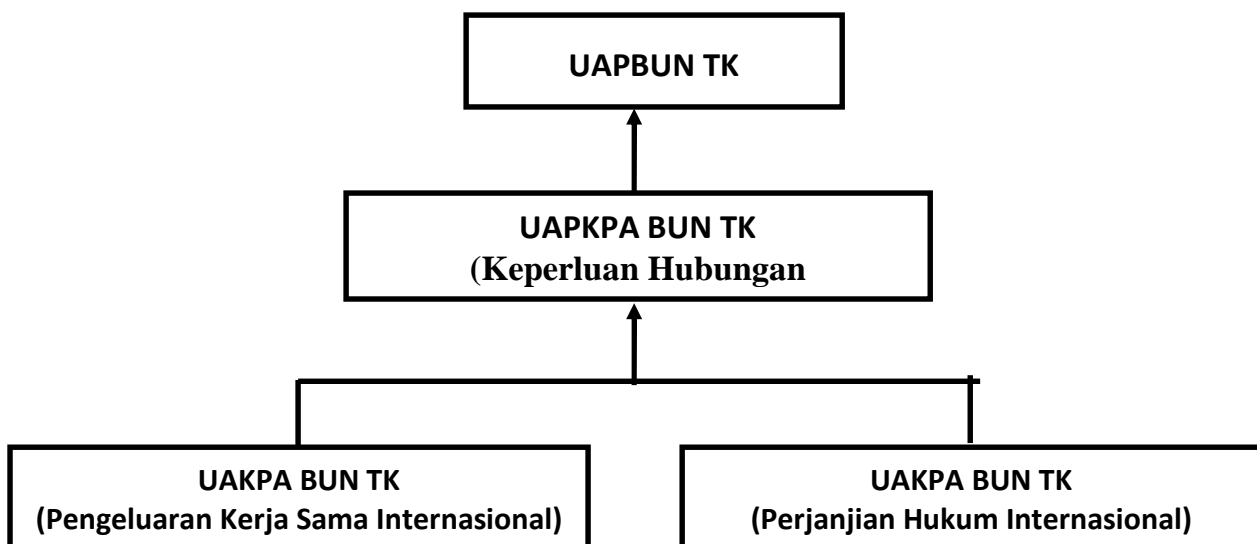 UAPBUN TK
UAPKPA BUN TK
(Keperluan Hubungan
UAKPA BUN TK
(Pengeluaran Kerja Sama Internasional)
UAKPA BUN TK
(Perjanjian Hukum Internasional)